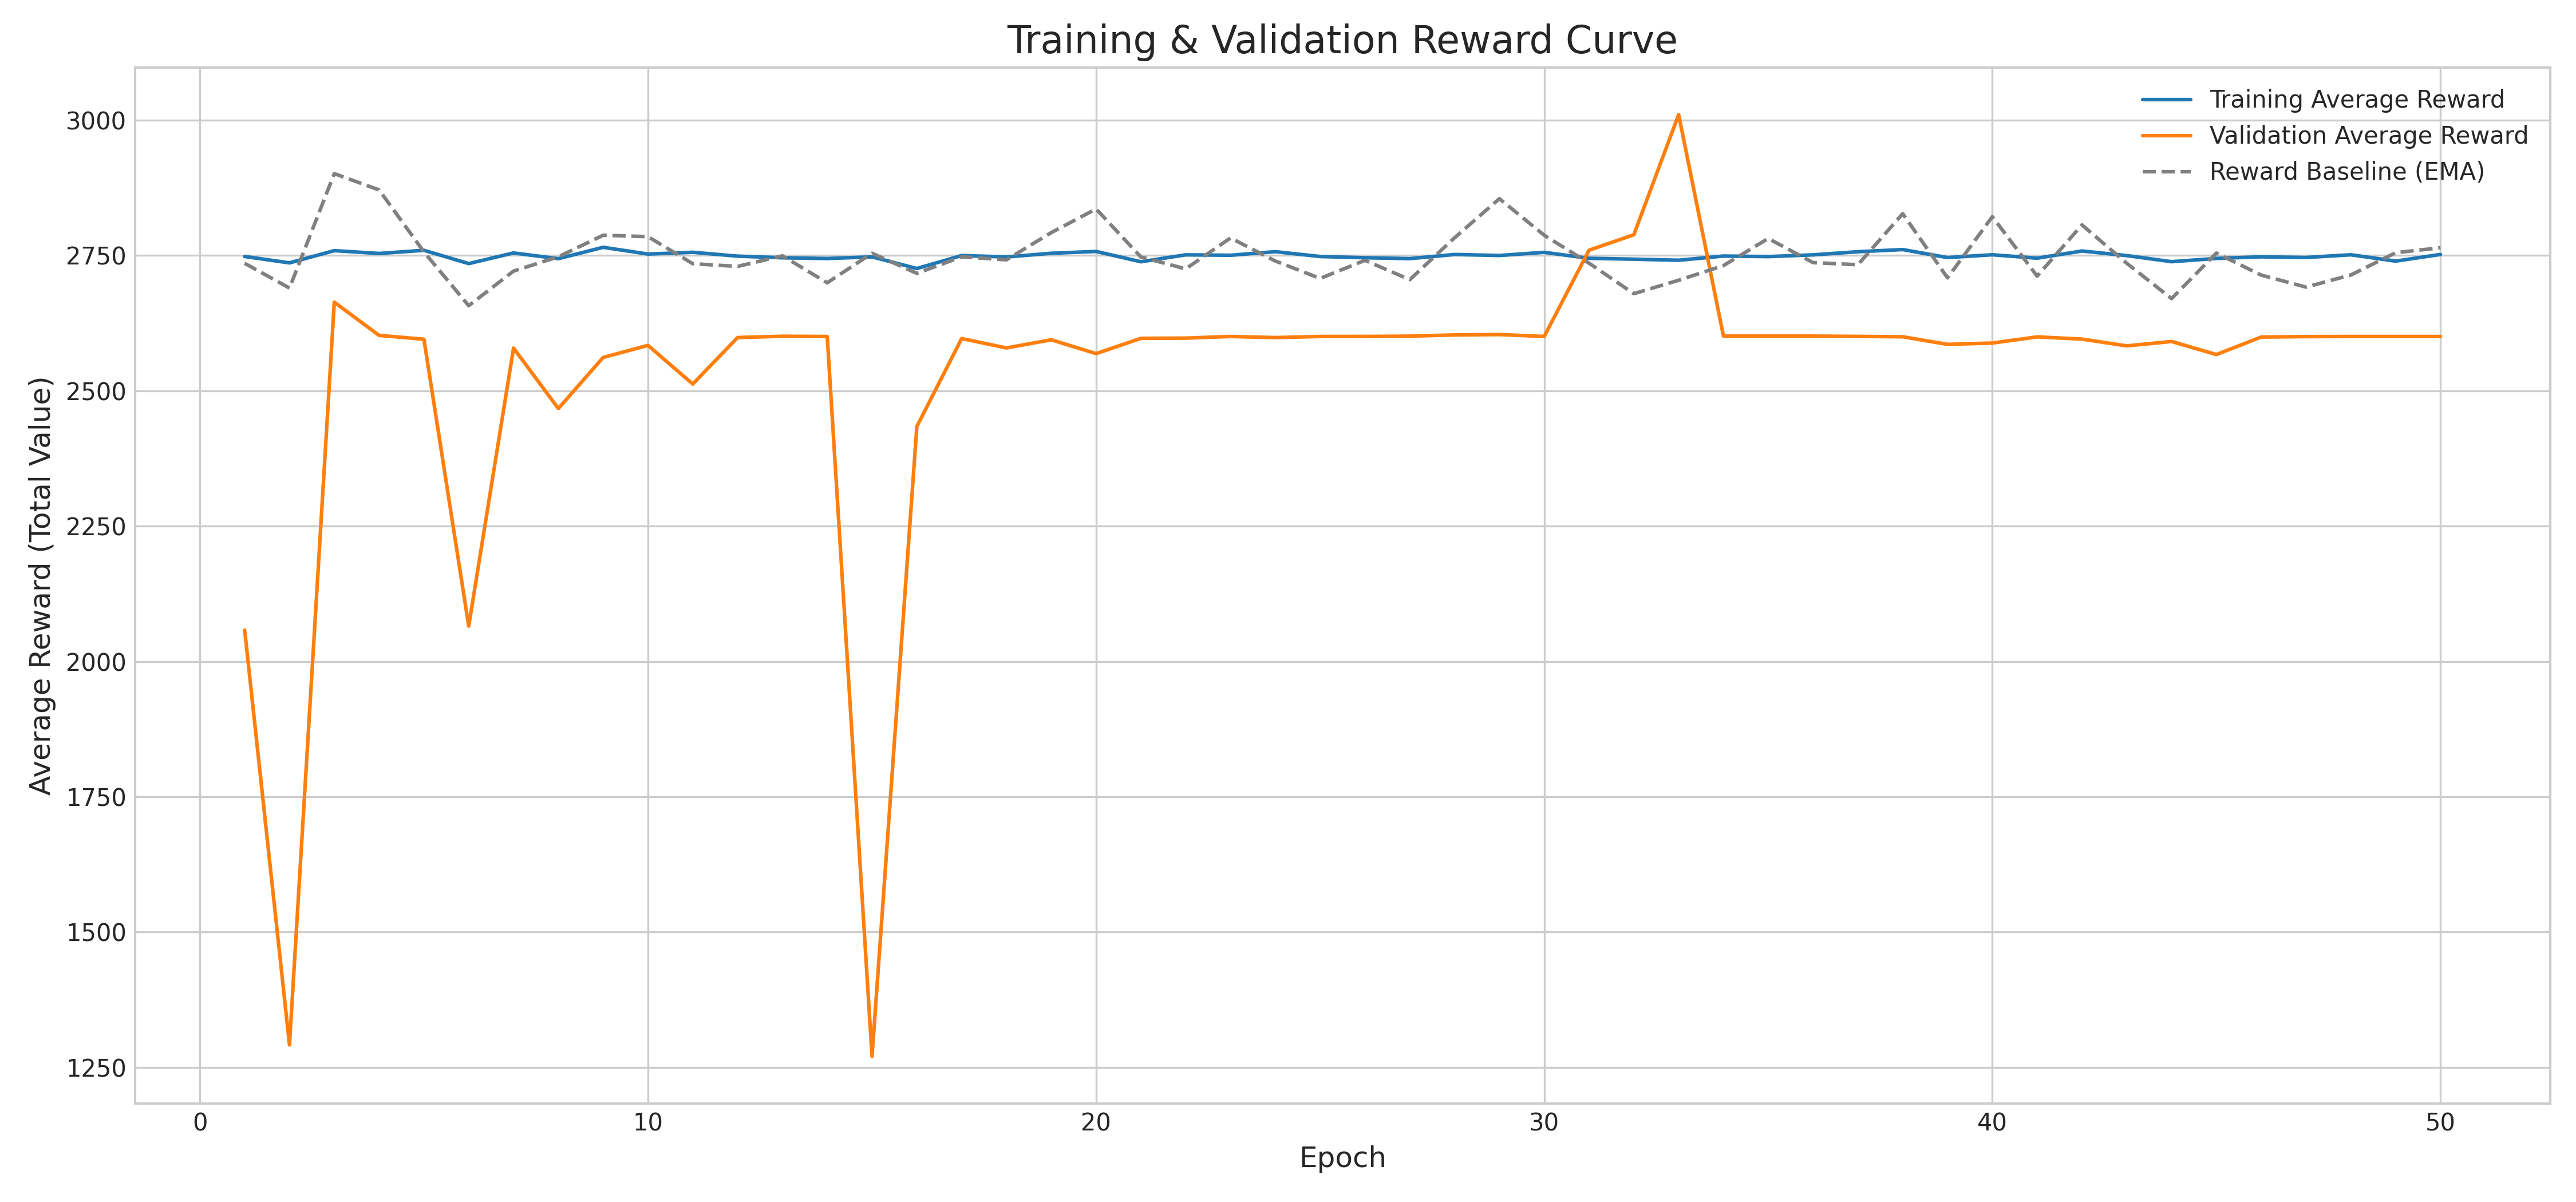 Training & Validation Reward Curve
Training Average Reward
Validation Average Reward
Reward Baseline (EMA)
Average Reward (Total Value)
3000
2750
2500
2250
2000
1750
1500
1250
0 10 20 30 40 50
Epoch